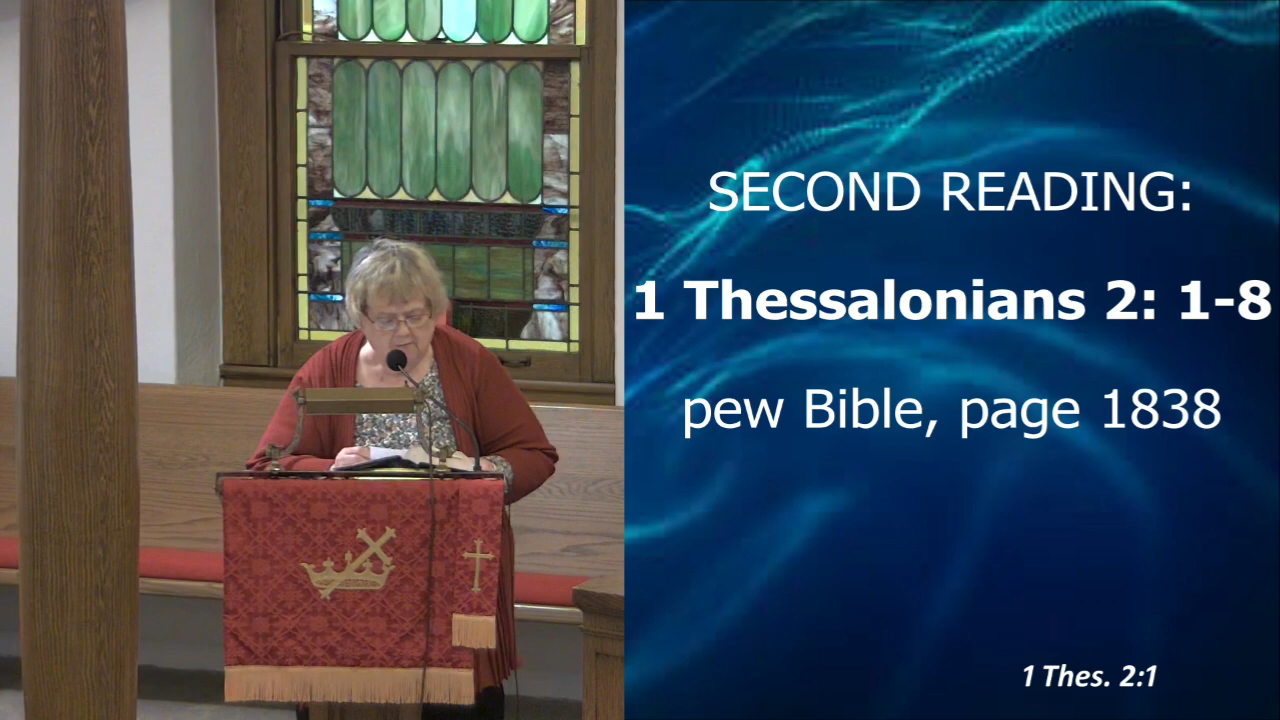 SECOND READING:
1 Thessalonians 2: 1-8
pew Bible, page 1838
1 Thes. 2:1